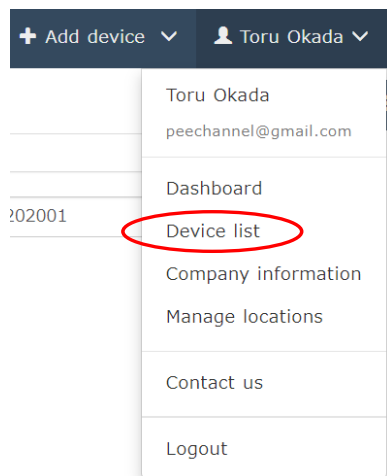 Add device
Toru Okada
Toru Okada
peechannel@gmail.com
Dashboard
202001
Device list
Company information
Manage locations
Contact us
Logout